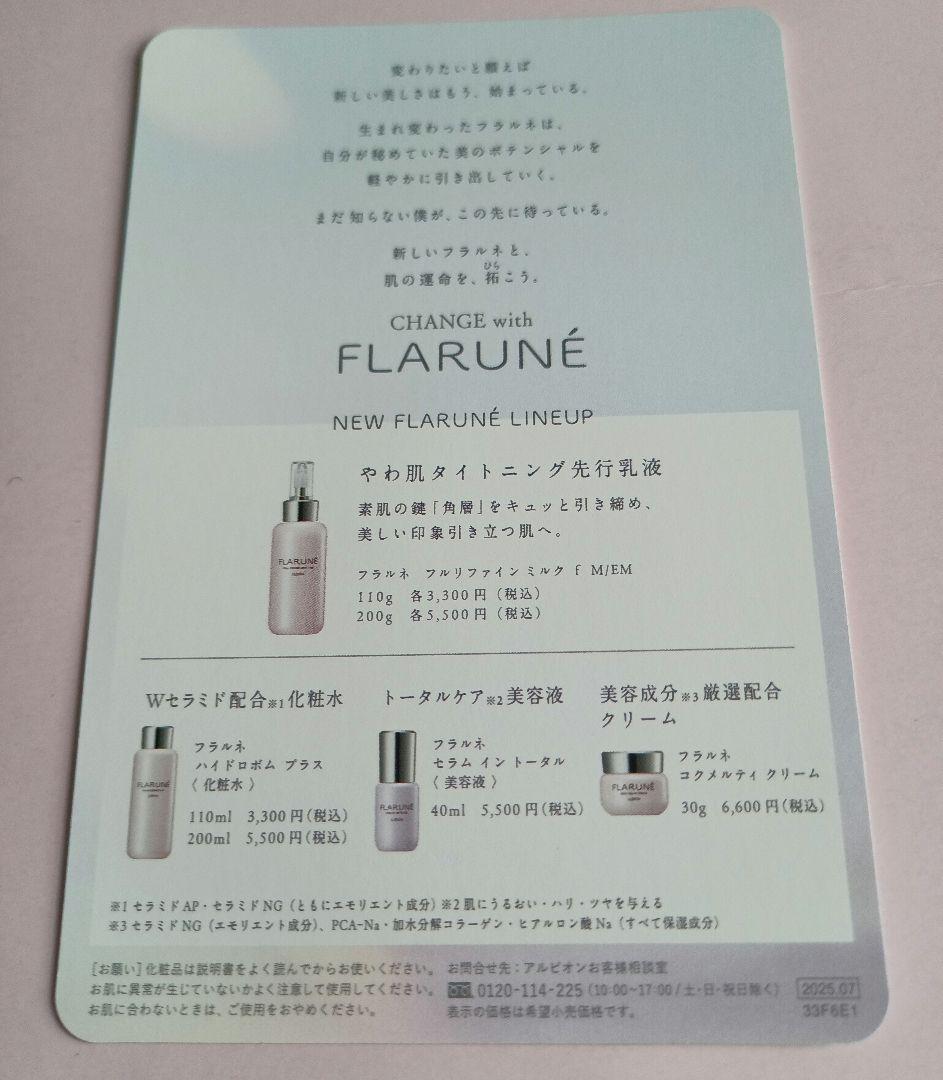 変わりたいと願えば
新しい美しさはもう、始まっている。
生まれ変わったフラルネは、
自分が秘めていた美のポテンシャルを
軽やかに引き出していく。
まだ知らない僕が、この先に待っている。
新しいフラルネと、
肌の運命を、拓こう。
ひら
CHANGE with
FLARUNÉ
NEW FLARUNÉ LINEUP
やわ肌タイトニング先行乳液
素肌の鍵「角層」をキュッと引き締め、
美しい印象引き立つ肌へ。
フラルネ フルリファインミルク f M/EM
110g 各3,300円（税込）
200g 各5,500円（税込）
FLARUNÉ
Wセラミド配合※1化粧水
フラルネ
ハイドロボム プラス
〈 化粧水 〉
110ml 3,300円（税込）
200ml 5,500円（税込）
FLARUNÉ
トータルケア※2美容液
フラルネ
セラム イン トータル
〈 美容液 〉
40ml 5,500円（税込）
FLARUNÉ
美容成分※3厳選配合
クリーム
フラルネ
コクメルティ クリーム
30g 6,600円（税込）
FLARUNÉ
※1 セラミドAP・セラミドNG（ともにエモリエント成分）※2 肌にうるおい・ハリ・ツヤを与える
※3 セラミドNG（エモリエント成分）、PCA-Na・加水分解コラーゲン・ヒアルロン酸Na（すべて保湿成分）
［お願い］化粧品は説明書をよく読んでからお使いください。
お肌に異常が生じていないかよく注意して使用してください。
お肌に合わないときは、ご使用をおやめください。
お問合せ先：アルビオンお客様相談室
0120-114-225（10:00~17:00/土・日・祝日除く）
表示の価格は希望小売価格です。
2025.07
33F6E1